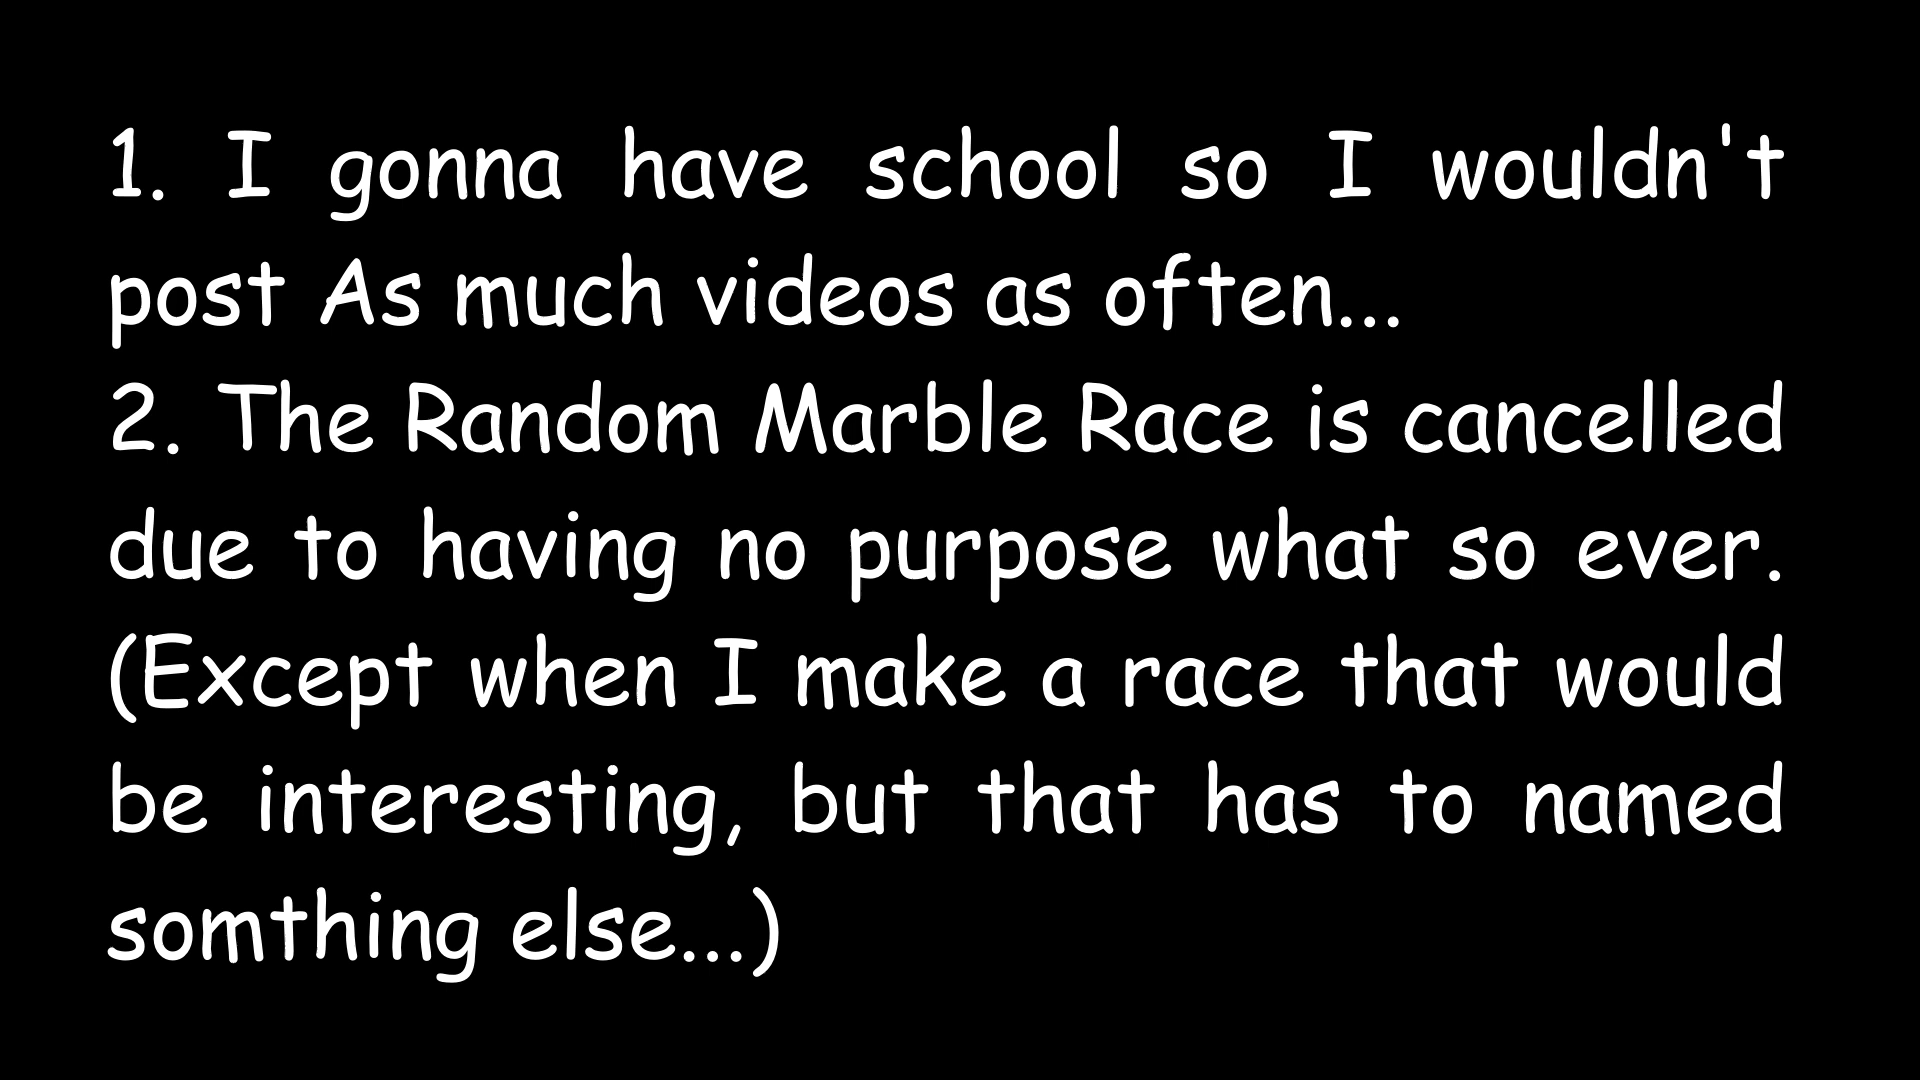 1. I gonna have school so I wouldn't
post As much videos as often...
2. The Random Marble Race is cancelled
due to having no purpose what so ever.
(Except when I make a race that would
be interesting, but that has to named
somthing else...)